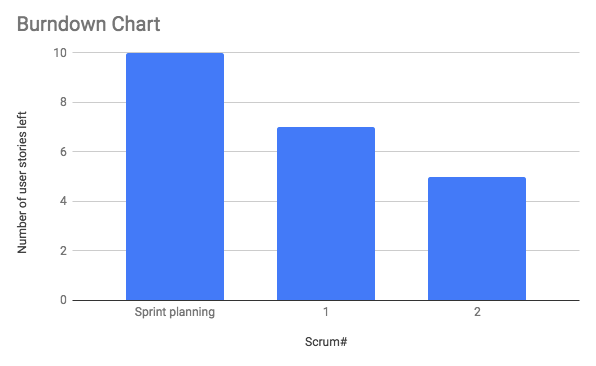 Burndown Chart
Number of user stories left
10
8
6
4
2
0
Sprint planning
1
2
Scrum#